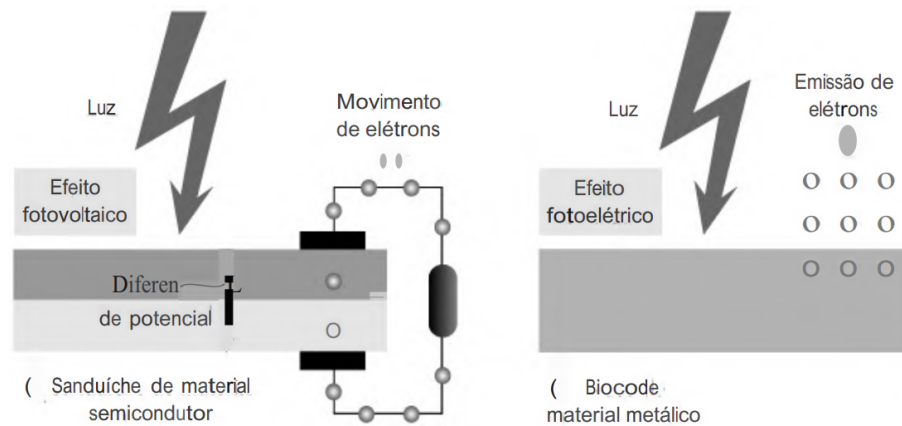 Luz
Movimento
de elétrons
Efeito
fotovoltaico
Diferen
de potencial
( Sanduíche de material
semicondutor
Luz
Emissão de
elétrons
Efeito
fotoelétrico
( Biocode
material metálico